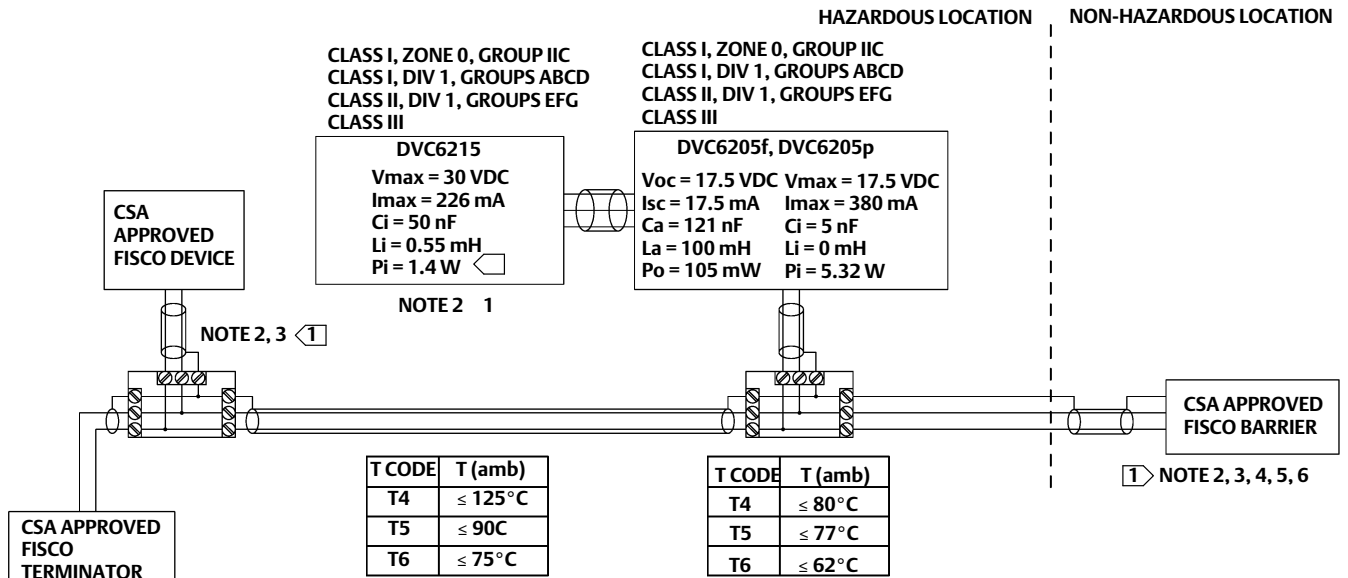 HAZARDOUS LOCATION
NON-HAZARDOUS LOCATION
CLASS I, ZONE 0, GROUP IIC
CLASS I, DIV 1, GROUPS ABCD
CLASS II, DIV 1, GROUPS EFG
CLASS III
CLASS I, ZONE 0, GROUP IIC
CLASS I, DIV 1, GROUPS ABCD
CLASS II, DIV 1, GROUPS EFG
CLASS III
DVC6215
Vmax = 30 VDC
Imax = 226 mA
Ci = 50 nF
Li = 0.55 mH
Pi = 1.4 W
NOTE 2 1
DVC6205f, DVC6205p
Voc = 17.5 VDC Vmax = 17.5 VDC
Isc = 17.5 mA Imax = 380 mA
Ca = 121 nF Ci = 5 nF
La = 100 mH Li = 0 mH
Po = 105 mW Pi = 5.32 W
CSA
APPROVED
FISCO DEVICE
NOTE 2, 3 1
CSA APPROVED
FISCO BARRIER
1 NOTE 2, 3, 4, 5, 6
T CODE T (amb)
T4 ≤ 125°C
T5 ≤ 90C
T6 ≤ 75°C
T CODE T (amb)
T4 ≤ 80°C
T5 ≤ 77°C
T6 ≤ 62°C
CSA APPROVED
FISCO
TERMINATOR